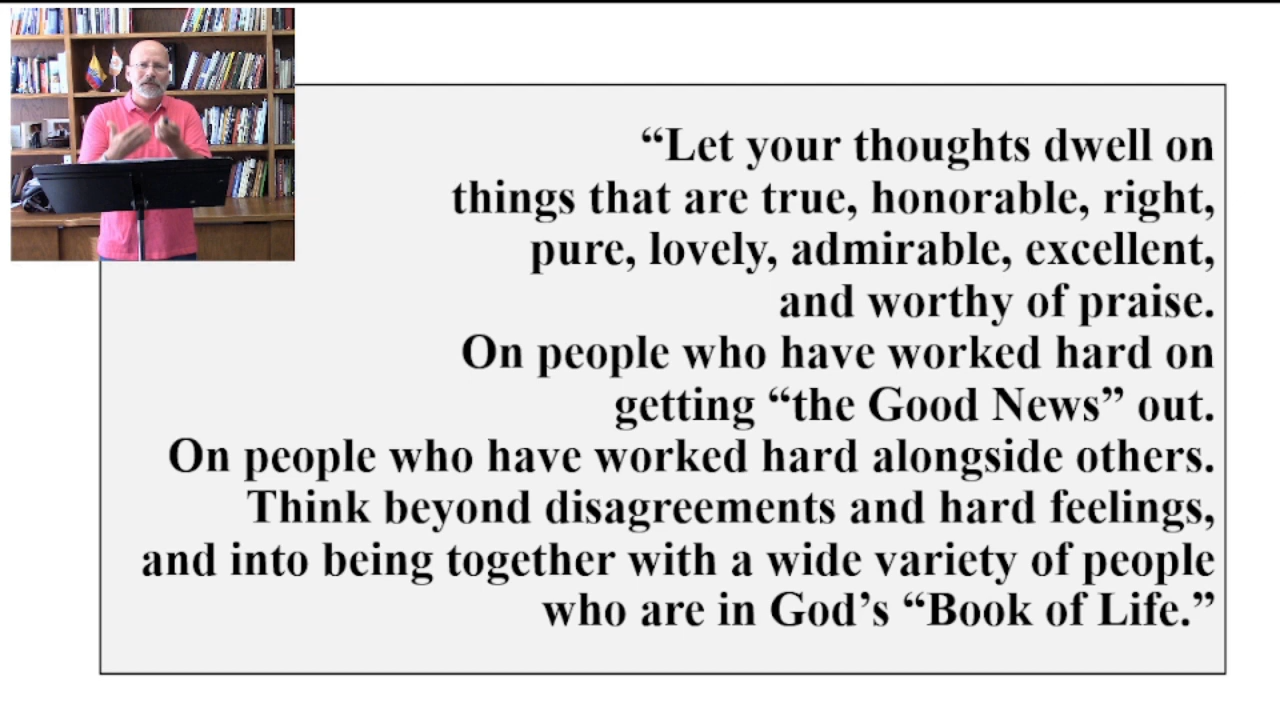 “Let your thoughts dwell on
things that are true, honorable, right,
pure, lovely, admirable, excellent,
and worthy of praise.
On people who have worked hard on
getting “the Good News” out.
On people who have worked hard alongside others.
Think beyond disagreements and hard feelings,
and into being together with a wide variety of people
who are in God’s “Book of Life.”